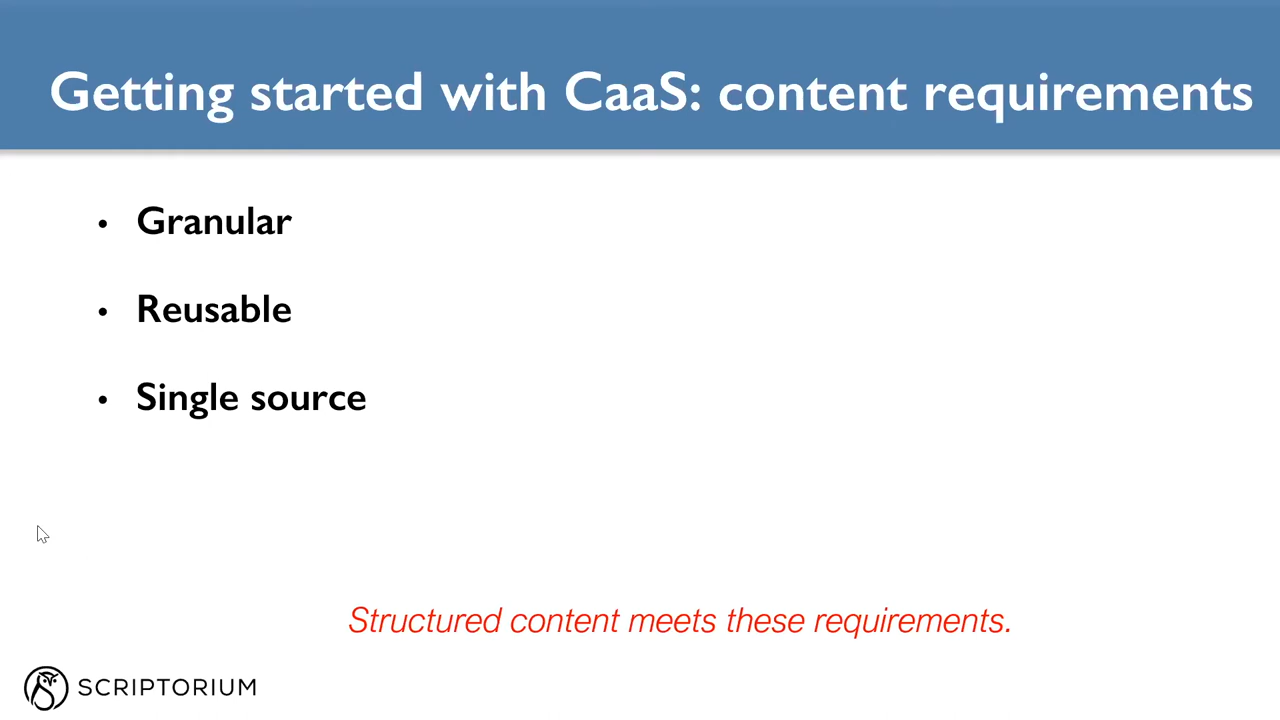 Getting started with CaaS: content requirements
• Granular
• Reusable
• Single source
Structured content meets these requirements.
SCRIPTORIUM